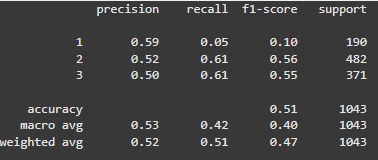 precision recall f1-score support
1 0.59 0.05 0.10 190
2 0.52 0.61 0.56 482
3 0.50 0.61 0.55 371
accuracy 0.51 1043
macro avg 0.53 0.42 0.40 1043
weighted avg 0.52 0.51 0.47 1043